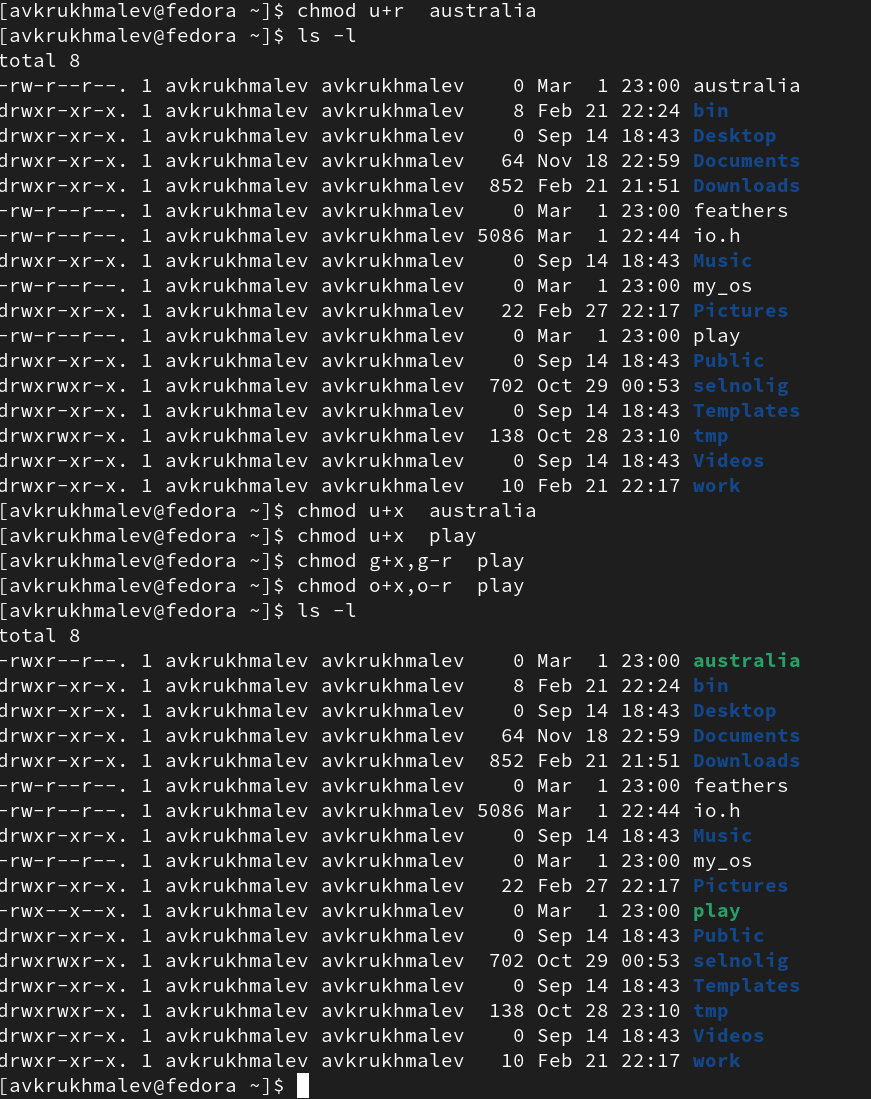 [avkrukhmalev@fedora ~]$ chmod u+r  australia
[avkrukhmalev@fedora ~]$ ls -l
total 8
-rw-r--r--. 1 avkrukhmalev avkrukhmalev    0 Mar  1 23:00 australia
drwxr-xr-x. 1 avkrukhmalev avkrukhmalev    8 Feb 21 22:24 bin
drwxr-xr-x. 1 avkrukhmalev avkrukhmalev    0 Sep 14 18:43 Desktop
drwxr-xr-x. 1 avkrukhmalev avkrukhmalev   64 Nov 18 22:59 Documents
drwxr-xr-x. 1 avkrukhmalev avkrukhmalev  852 Feb 21 21:51 Downloads
-rw-r--r--. 1 avkrukhmalev avkrukhmalev    0 Mar  1 23:00 feathers
-rw-r--r--. 1 avkrukhmalev avkrukhmalev 5086 Mar  1 22:44 io.h
drwxr-xr-x. 1 avkrukhmalev avkrukhmalev    0 Sep 14 18:43 Music
-rw-r--r--. 1 avkrukhmalev avkrukhmalev    0 Mar  1 23:00 my_os
drwxr-xr-x. 1 avkrukhmalev avkrukhmalev   22 Feb 27 22:17 Pictures
-rw-r--r--. 1 avkrukhmalev avkrukhmalev    0 Mar  1 23:00 play
drwxr-xr-x. 1 avkrukhmalev avkrukhmalev    0 Sep 14 18:43 Public
drwxrwxr-x. 1 avkrukhmalev avkrukhmalev  702 Oct 29 00:53 selnolig
drwxr-xr-x. 1 avkrukhmalev avkrukhmalev    0 Sep 14 18:43 Templates
drwxrwxr-x. 1 avkrukhmalev avkrukhmalev  138 Oct 28 23:10 tmp
drwxr-xr-x. 1 avkrukhmalev avkrukhmalev    0 Sep 14 18:43 Videos
drwxr-xr-x. 1 avkrukhmalev avkrukhmalev   10 Feb 21 22:17 work
[avkrukhmalev@fedora ~]$ chmod u+x  australia
[avkrukhmalev@fedora ~]$ chmod u+x  play
[avkrukhmalev@fedora ~]$ chmod g+x,g-r  play
[avkrukhmalev@fedora ~]$ chmod o+x,o-r  play
[avkrukhmalev@fedora ~]$ ls -l
total 8
-rwxr--r--. 1 avkrukhmalev avkrukhmalev    0 Mar  1 23:00 australia
drwxr-xr-x. 1 avkrukhmalev avkrukhmalev    8 Feb 21 22:24 bin
drwxr-xr-x. 1 avkrukhmalev avkrukhmalev    0 Sep 14 18:43 Desktop
drwxr-xr-x. 1 avkrukhmalev avkrukhmalev   64 Nov 18 22:59 Documents
drwxr-xr-x. 1 avkrukhmalev avkrukhmalev  852 Feb 21 21:51 Downloads
-rw-r--r--. 1 avkrukhmalev avkrukhmalev    0 Mar  1 23:00 feathers
-rw-r--r--. 1 avkrukhmalev avkrukhmalev 5086 Mar  1 22:44 io.h
drwxr-xr-x. 1 avkrukhmalev avkrukhmalev    0 Sep 14 18:43 Music
-rw-r--r--. 1 avkrukhmalev avkrukhmalev    0 Mar  1 23:00 my_os
drwxr-xr-x. 1 avkrukhmalev avkrukhmalev   22 Feb 27 22:17 Pictures
-rwx--x--x. 1 avkrukhmalev avkrukhmalev    0 Mar  1 23:00 play
drwxr-xr-x. 1 avkrukhmalev avkrukhmalev    0 Sep 14 18:43 Public
drwxrwxr-x. 1 avkrukhmalev avkrukhmalev  702 Oct 29 00:53 selnolig
drwxr-xr-x. 1 avkrukhmalev avkrukhmalev    0 Sep 14 18:43 Templates
drwxrwxr-x. 1 avkrukhmalev avkrukhmalev  138 Oct 28 23:10 tmp
drwxr-xr-x. 1 avkrukhmalev avkrukhmalev    0 Sep 14 18:43 Videos
drwxr-xr-x. 1 avkrukhmalev avkrukhmalev   10 Feb 21 22:17 work
[avkrukhmalev@fedora ~]$